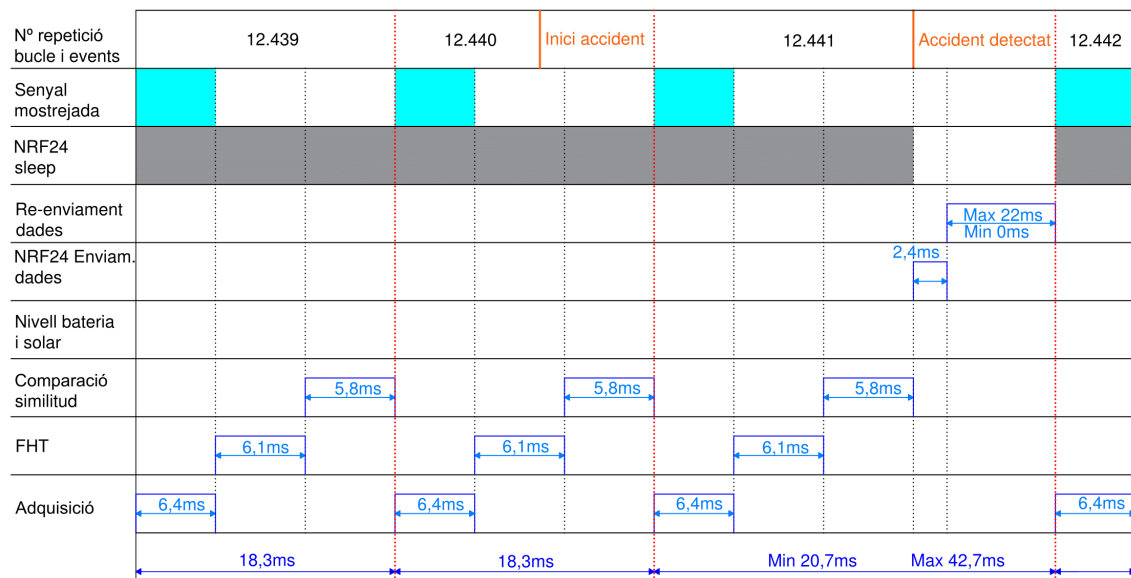 Nº repetició
bucle i events
12.439
12.440
Inici accident
12.441
Accident detectat
12.442
Senyal
mostrejada
NRF24
sleep
Re-enviament
dades
Max 22ms
Min 0ms
NRF24 Enviam.
dades
2,4ms
Nivell bateria
i solar
Comparació
similitud
5,8ms
5,8ms
5,8ms
FHT
6,1ms
6,1ms
6,1ms
Adquisició
6,4ms
6,4ms
6,4ms
6,4ms
18,3ms
18,3ms
Min 20,7ms
Max 42,7ms